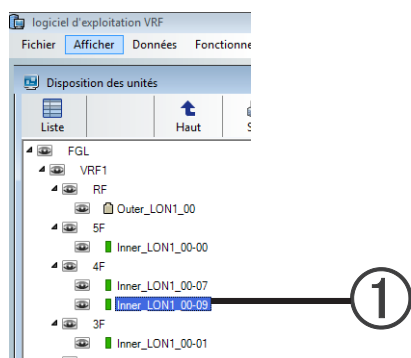 logiciel d'exploitation VRF
Fichier Afficher Données Fonctionne
Disposition des unités
Liste Haut S
FGL
VRF1
RF
Outer_LON1_00
5F
Inner_LON1_00-00
4F
Inner_LON1_00-07
Inner_LON1_00-09 1
3F
Inner_LON1_00-01